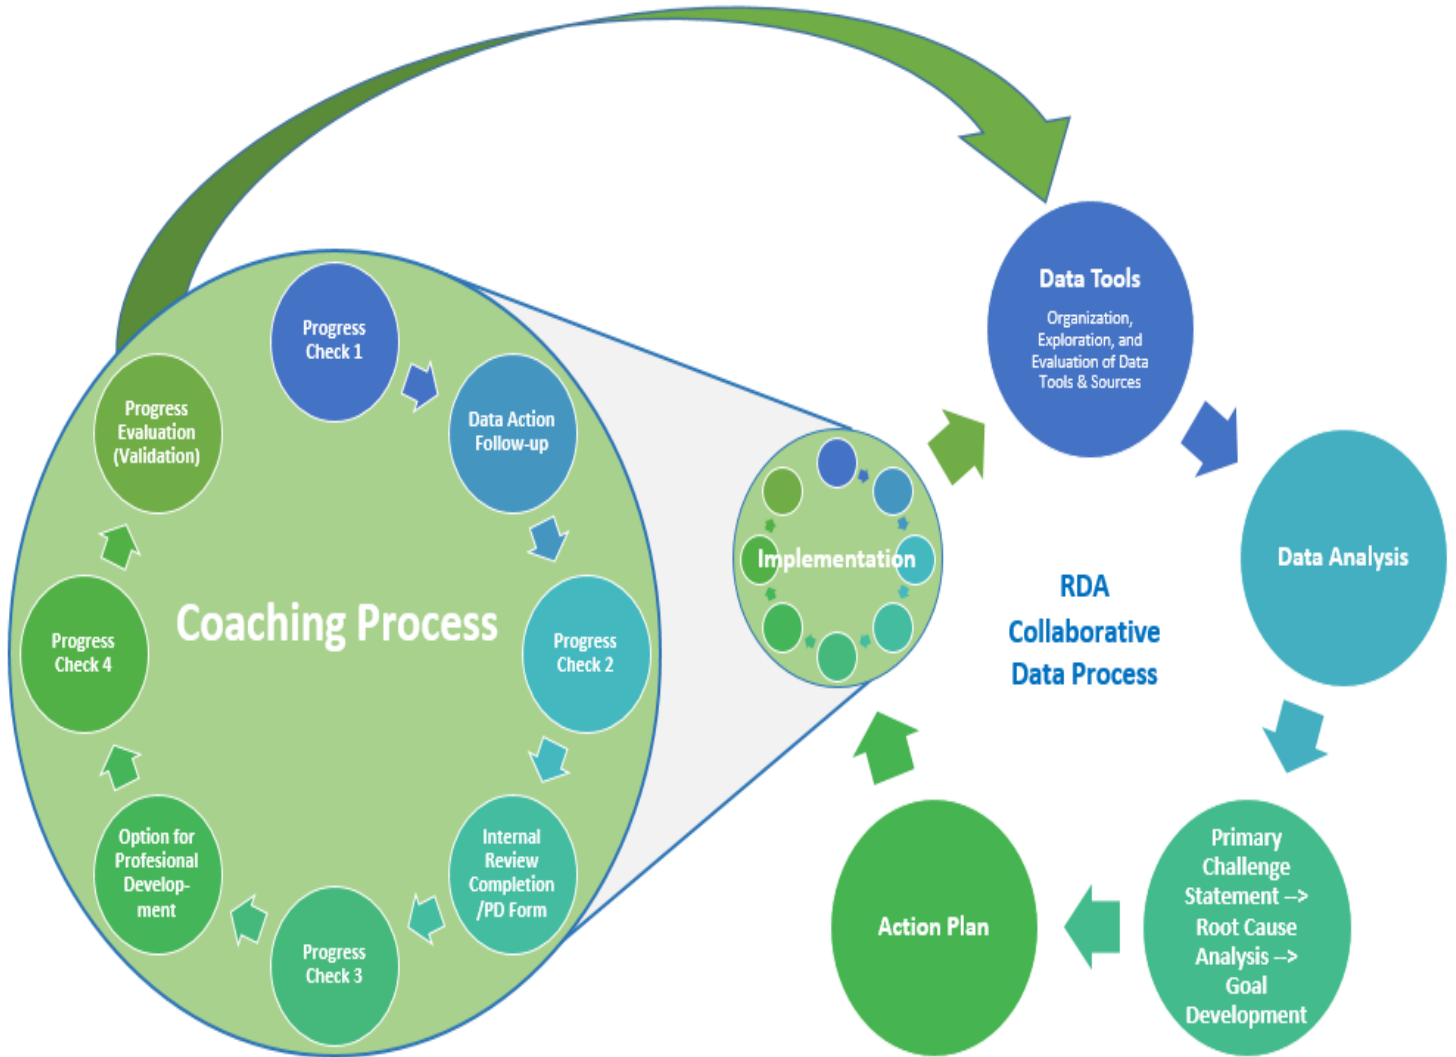 Progress
Check 1
Data Action
Follow-up
Progress
Check 2
Internal
Review
Completion
/PD Form
Progress
Check 3
Option for
Profesional
Develop-
ment
Progress
Check 4
Progress
Evaluation
(Validation)
Coaching Process
Implementation
Data Tools
Organization,
Exploration, and
Evaluation of Data
Tools & Sources
Data Analysis
Primary
Challenge
Statement -->
Root Cause
Analysis -->
Goal
Development
Action Plan
RDA
Collaborative
Data Process